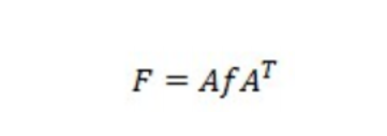 F = AfA^T